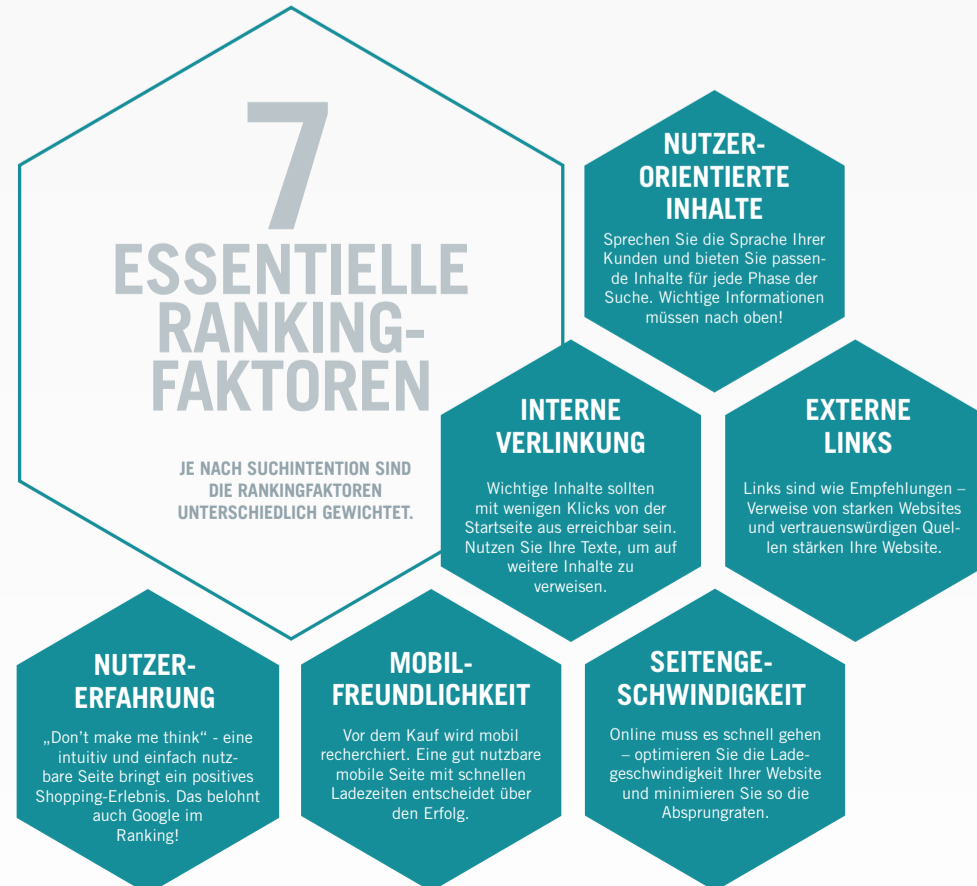 7
ESSENTIELLE
RANKING-
FAKTOREN
JE NACH SUCHINTENTION SIND
DIE RANKINGFAKTOREN
UNTERSCHIEDLICH GEWICHTET.
NUTZER-
ORIENTIERTE
INHALTE
Sprechen Sie die Sprache Ihrer
Kunden und bieten Sie passen-
de Inhalte für jede Phase der
Suche. Wichtige Informationen
müssen nach oben!
INTERNE
VERLINKUNG
Wichtige Inhalte sollten
mit wenigen Klicks von der
Startseite aus erreichbar sein.
Nutzen Sie Ihre Texte, um auf
weitere Inhalte zu
verweisen.
EXTERNE
LINKS
Links sind wie Empfehlungen –
Verweise von starken Websites
und vertrauenswürdigen Quel-
len stärken Ihre Website.
NUTZER-
ERFAHRUNG
„Don’t make me think“ - eine
intuitiv und einfach nutz-
bare Seite bringt ein positives
Shopping-Erlebnis. Das belohnt
auch Google im
Ranking!
MOBIL-
FREUNDLICHKEIT
Vor dem Kauf wird mobil
recherchiert. Eine gut nutzbare
mobile Seite mit schnellen
Ladezeiten entscheidet über
den Erfolg.
SEITENGE-
SCHWINDIGKEIT
Online muss es schnell gehen
– optimieren Sie die Lade-
geschwindigkeit Ihrer Website
und minimieren Sie so die
Absprungraten.